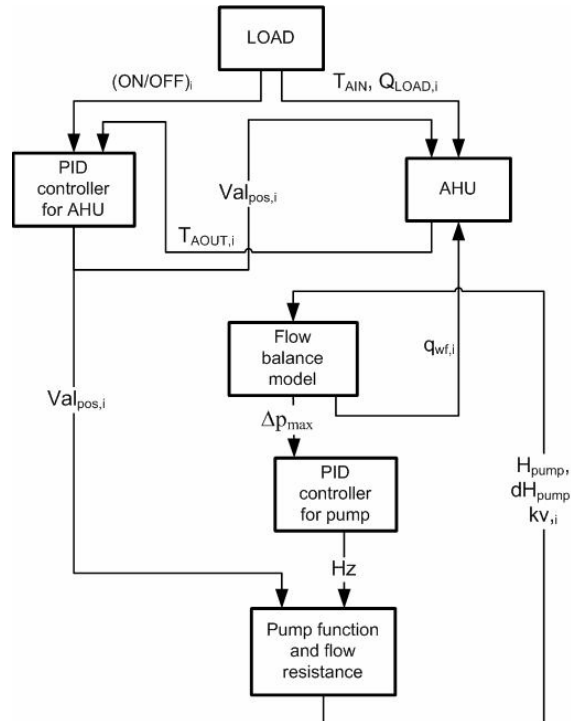 LOAD
(ON/OFF)i
TAIN, QLOAD,i
PID
controller
for AHU
Valpos,i
AHU
TAOUT,i
Flow
balance
model
qwf,i
Valpos,i
Δpmax
PID
controller
for pump
Hpump,
dHpump
kv,i
Hz
Pump function
and flow
resistance